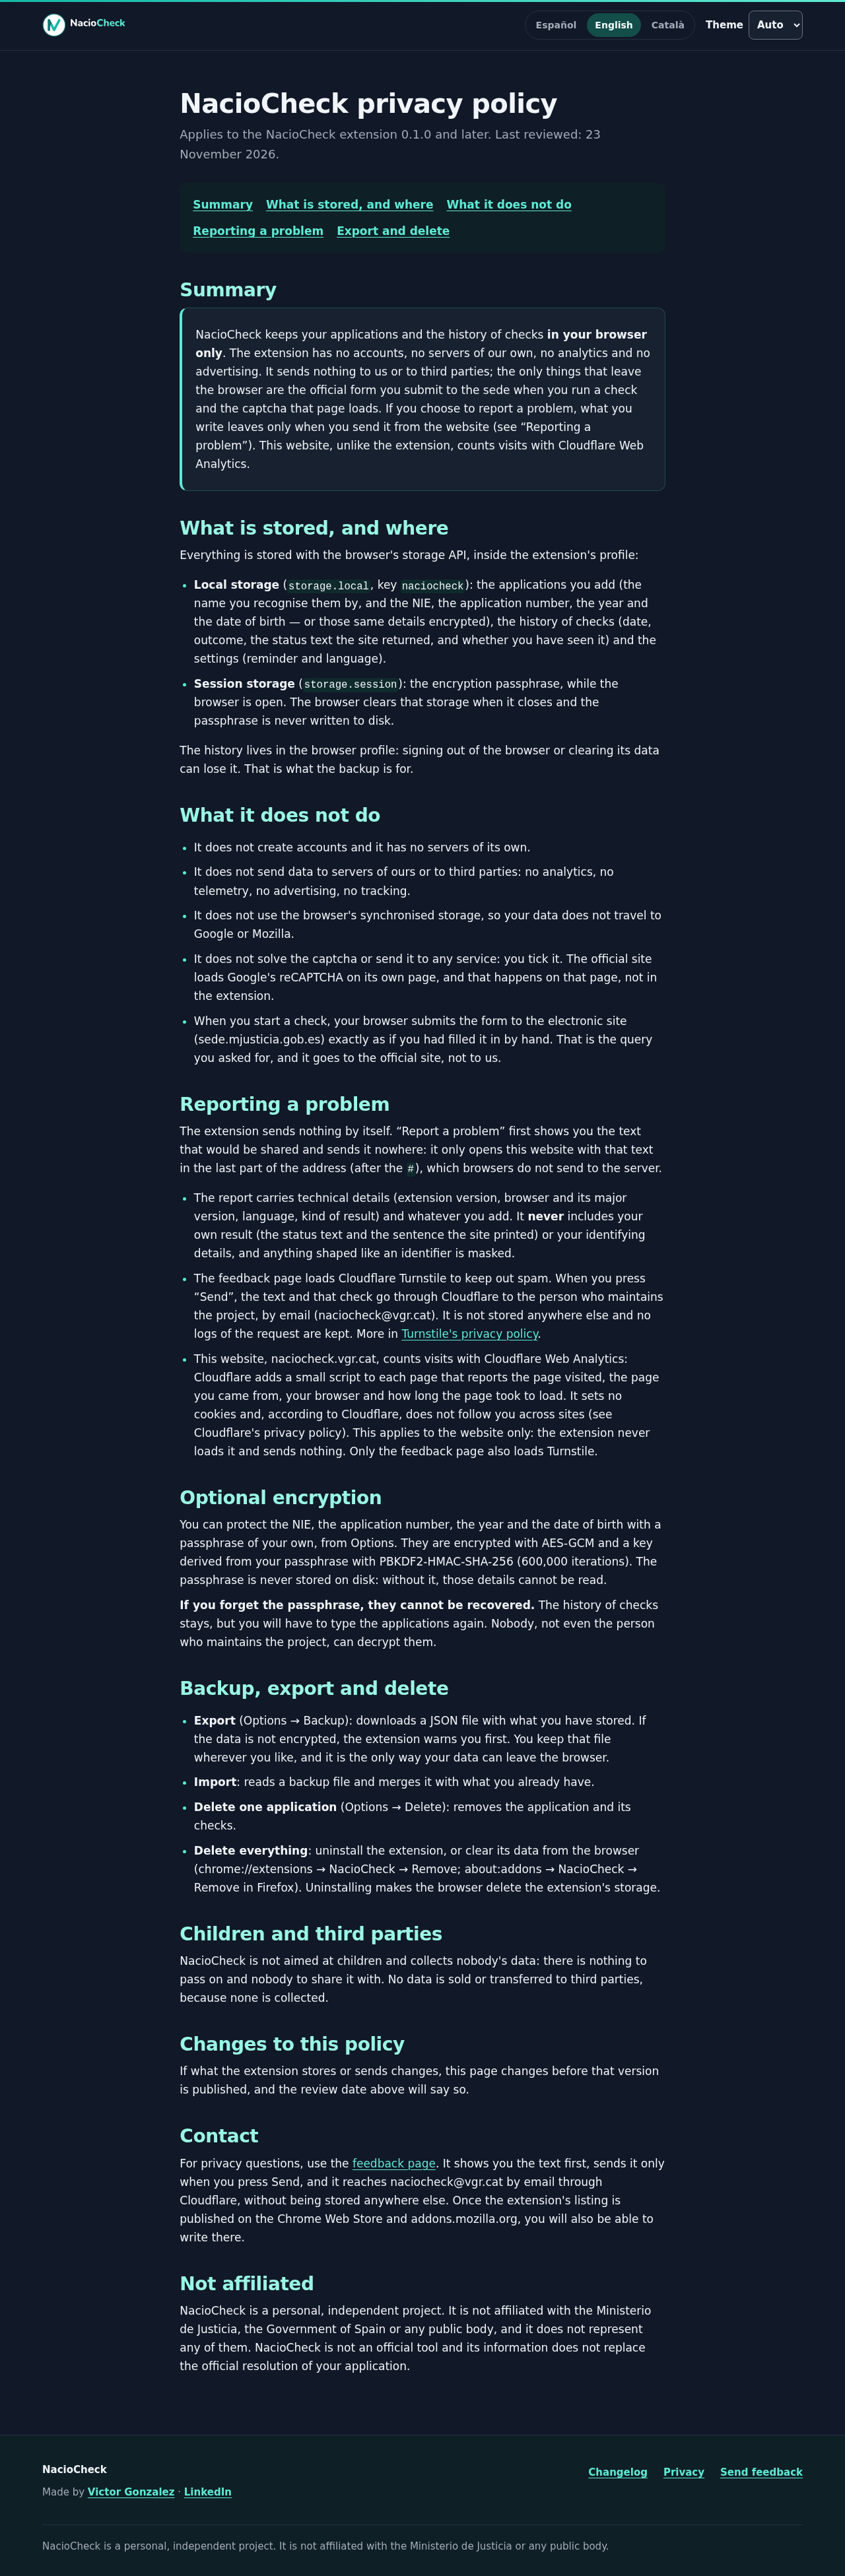 NacioCheck
Español English Català Theme Auto
NacioCheck privacy policy
Applies to the NacioCheck extension 0.1.0 and later. Last reviewed: 23
November 2026.
Summary What is stored, and where What it does not do
Reporting a problem Export and delete
Summary
NacioCheck keeps your applications and the history of checks in your browser
only. The extension has no accounts, no servers of our own, no analytics and no
advertising. It sends nothing to us or to third parties; the only things that leave
the browser are the official form you submit to the sede when you run a check
and the captcha that page loads. If you choose to report a problem, what you
write leaves only when you send it from the website (see “Reporting a
problem”). This website, unlike the extension, counts visits with Cloudflare Web
Analytics.
What is stored, and where
Everything is stored with the browser's storage API, inside the extension's profile:
• Local storage (storage.local, key naciocheck): the applications you add (the
name you recognise them by, and the NIE, the application number, the year and
the date of birth — or those same details encrypted), the history of checks (date,
outcome, the status text the site returned, and whether you have seen it) and the
settings (reminder and language).
• Session storage (storage.session): the encryption passphrase, while the
browser is open. The browser clears that storage when it closes and the
passphrase is never written to disk.
The history lives in the browser profile: signing out of the browser or clearing its data
can lose it. That is what the backup is for.
What it does not do
• It does not create accounts and it has no servers of its own.
• It does not send data to servers of ours or to third parties: no analytics, no
telemetry, no advertising, no tracking.
• It does not use the browser's synchronised storage, so your data does not travel to
Google or Mozilla.
• It does not solve the captcha or send it to any service: you tick it. The official site
loads Google's reCAPTCHA on its own page, and that happens on that page, not in
the extension.
• When you start a check, your browser submits the form to the electronic site
(sede.mjusticia.gob.es) exactly as if you had filled it in by hand. That is the query
you asked for, and it goes to the official site, not to us.
Reporting a problem
The extension sends nothing by itself. “Report a problem” first shows you the text
that would be shared and sends it nowhere: it only opens this website with that text
in the last part of the address (after the #), which browsers do not send to the server.
• The report carries technical details (extension version, browser and its major
version, language, kind of result) and whatever you add. It never includes your
own result (the status text and the sentence the site printed) or your identifying
details, and anything shaped like an identifier is masked.
• The feedback page loads Cloudflare Turnstile to keep out spam. When you press
“Send”, the text and that check go through Cloudflare to the person who maintains
the project, by email (naciocheck@vgr.cat). It is not stored anywhere else and no
logs of the request are kept. More in Turnstile's privacy policy.
• This website, naciocheck.vgr.cat, counts visits with Cloudflare Web Analytics:
Cloudflare adds a small script to each page that reports the page visited, the page
you came from, your browser and how long the page took to load. It sets no
cookies and, according to Cloudflare, does not follow you across sites (see
Cloudflare's privacy policy). This applies to the website only: the extension never
loads it and sends nothing. Only the feedback page also loads Turnstile.
Optional encryption
You can protect the NIE, the application number, the year and the date of birth with a
passphrase of your own, from Options. They are encrypted with AES-GCM and a key
derived from your passphrase with PBKDF2-HMAC-SHA-256 (600,000 iterations). The
passphrase is never stored on disk: without it, those details cannot be read.
If you forget the passphrase, they cannot be recovered. The history of checks
stays, but you will have to type the applications again. Nobody, not even the person
who maintains the project, can decrypt them.
Backup, export and delete
• Export (Options → Backup): downloads a JSON file with what you have stored. If
the data is not encrypted, the extension warns you first. You keep that file
wherever you like, and it is the only way your data can leave the browser.
• Import: reads a backup file and merges it with what you already have.
• Delete one application (Options → Delete): removes the application and its
checks.
• Delete everything: uninstall the extension, or clear its data from the browser
(chrome://extensions → NacioCheck → Remove; about:addons → NacioCheck →
Remove in Firefox). Uninstalling makes the browser delete the extension's storage.
Children and third parties
NacioCheck is not aimed at children and collects nobody's data: there is nothing to
pass on and nobody to share it with. No data is sold or transferred to third parties,
because none is collected.
Changes to this policy
If what the extension stores or sends changes, this page changes before that version
is published, and the review date above will say so.
Contact
For privacy questions, use the feedback page. It shows you the text first, sends it only
when you press Send, and it reaches naciocheck@vgr.cat by email through
Cloudflare, without being stored anywhere else. Once the extension's listing is
published on the Chrome Web Store and addons.mozilla.org, you will also be able to
write there.
Not affiliated
NacioCheck is a personal, independent project. It is not affiliated with the Ministerio
de Justicia, the Government of Spain or any public body, and it does not represent
any of them. NacioCheck is not an official tool and its information does not replace
the official resolution of your application.
NacioCheck
Made by Victor Gonzalez · LinkedIn
Changelog Privacy Send feedback
NacioCheck is a personal, independent project. It is not affiliated with the Ministerio de Justicia or any public body.